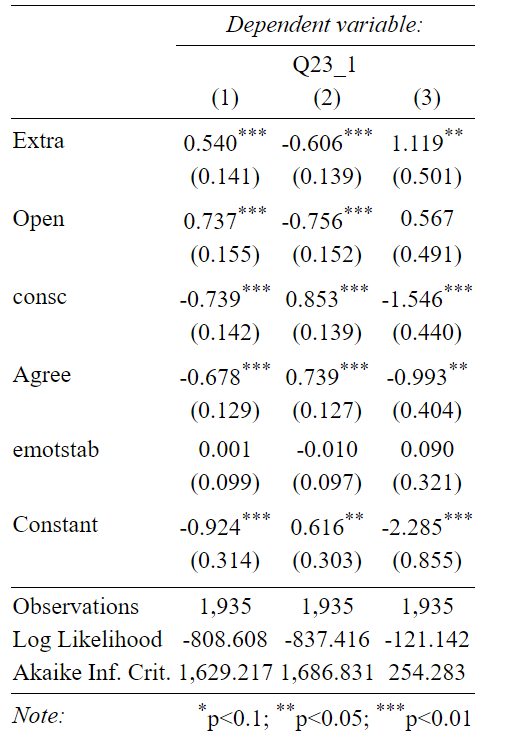 Dependent variable:
Q23_1
(1) (2) (3)
Extra 0.540*** -0.606*** 1.119**
(0.141) (0.139) (0.501)
Open 0.737*** -0.756*** 0.567
(0.155) (0.152) (0.491)
consc -0.739*** 0.853*** -1.546***
(0.142) (0.139) (0.440)
Agree -0.678*** 0.739*** -0.993**
(0.129) (0.127) (0.404)
emotstab 0.001 -0.010 0.090
(0.099) (0.097) (0.321)
Constant -0.924*** 0.616** -2.285***
(0.314) (0.303) (0.855)
Observations 1,935 1,935 1,935
Log Likelihood -808.608 -837.416 -121.142
Akaike Inf. Crit. 1,629.217 1,686.831 254.283
Note: *p<0.1; **p<0.05; ***p<0.01